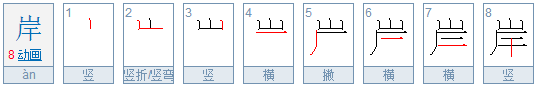 岸 1 2 3 4 5 6 7 8
8 动画
àn 竖 竖折/竖弯 竖 横 撇 横 横 竖